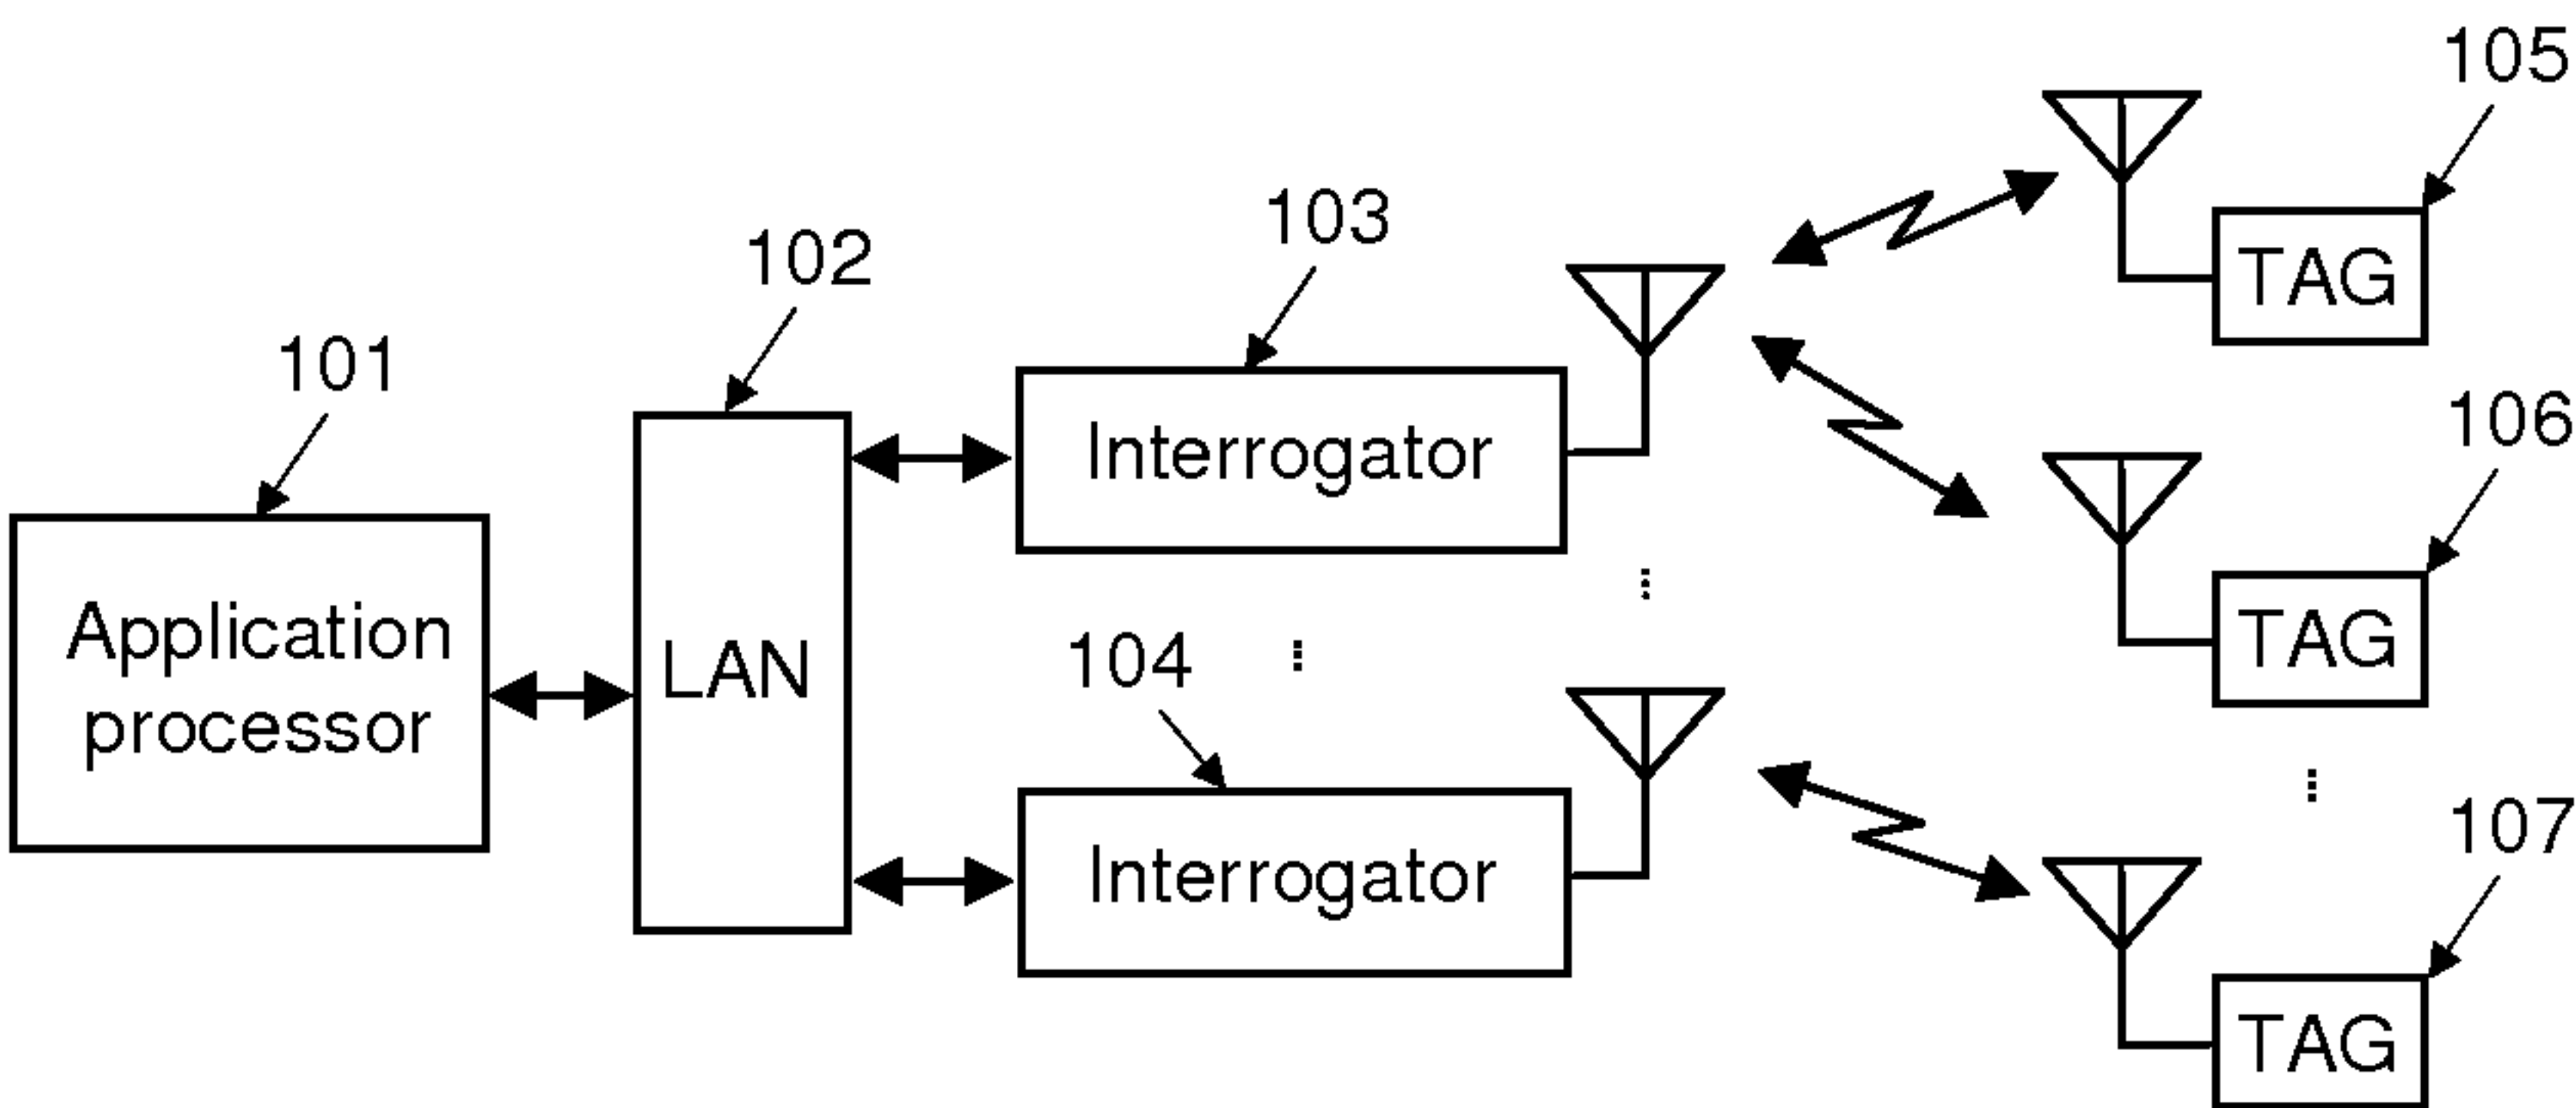 105
TAG
103
102
101
Interrogator
106
TAG
Application
processor
LAN
104
Interrogator
107
TAG